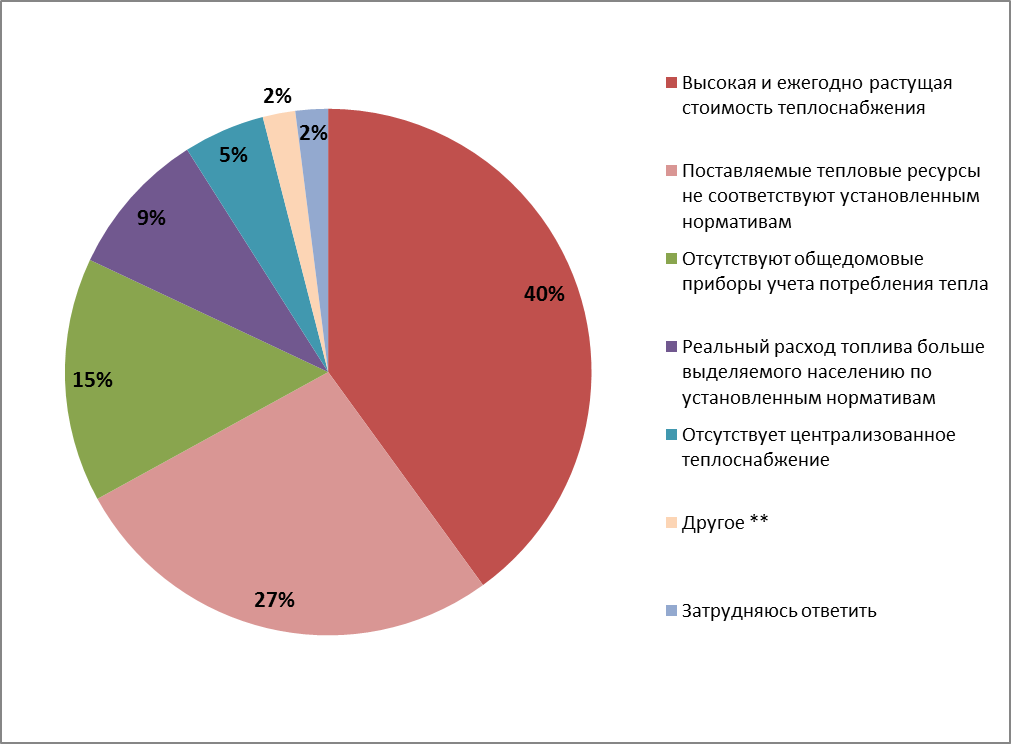 2%
2%
5%
9%
40%
15%
27%
Высокая и ежегодно растущая
стоимость теплоснабжения
Поставляемые тепловые ресурсы
не соответствуют установленным
нормативам
Отсутствуют общедомовые
приборы учета потребления тепла
Реальный расход топлива больше
выделяемого населению по
установленным нормативам
Отсутствует централизованное
теплоснабжение
Другое **
Затрудняюсь ответить